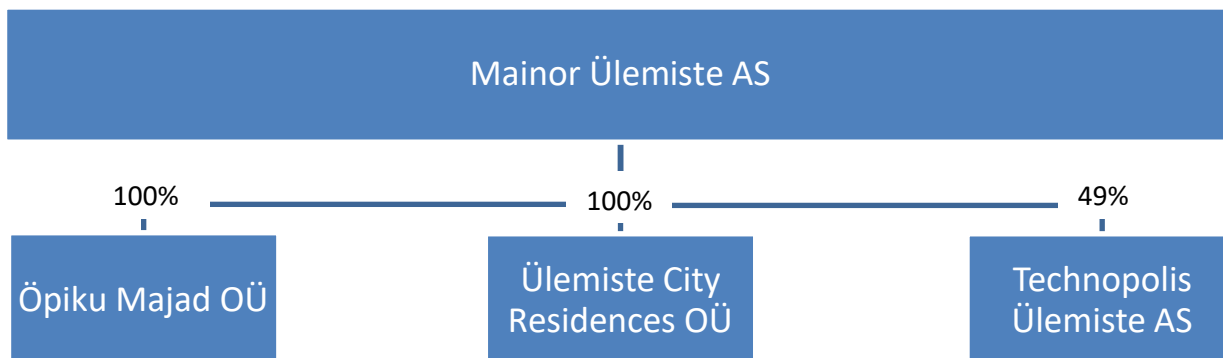 Mainor Ülemiste AS
100%
100%
49%
Öpiku Majad OÜ
Ülemiste City
Residences OÜ
Technopolis
Ülemiste AS